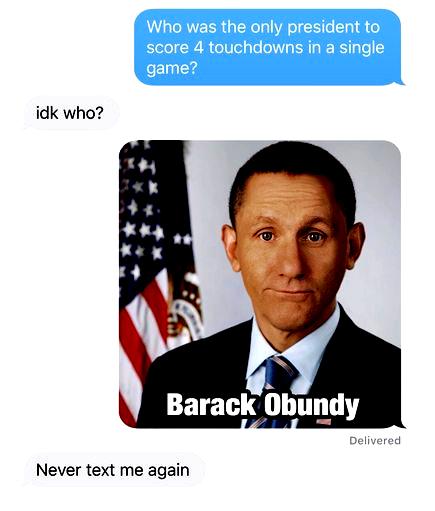 Who was the only president to
score 4 touchdowns in a single
game?
idk who?
Barack Obundy
Delivered
Never text me again